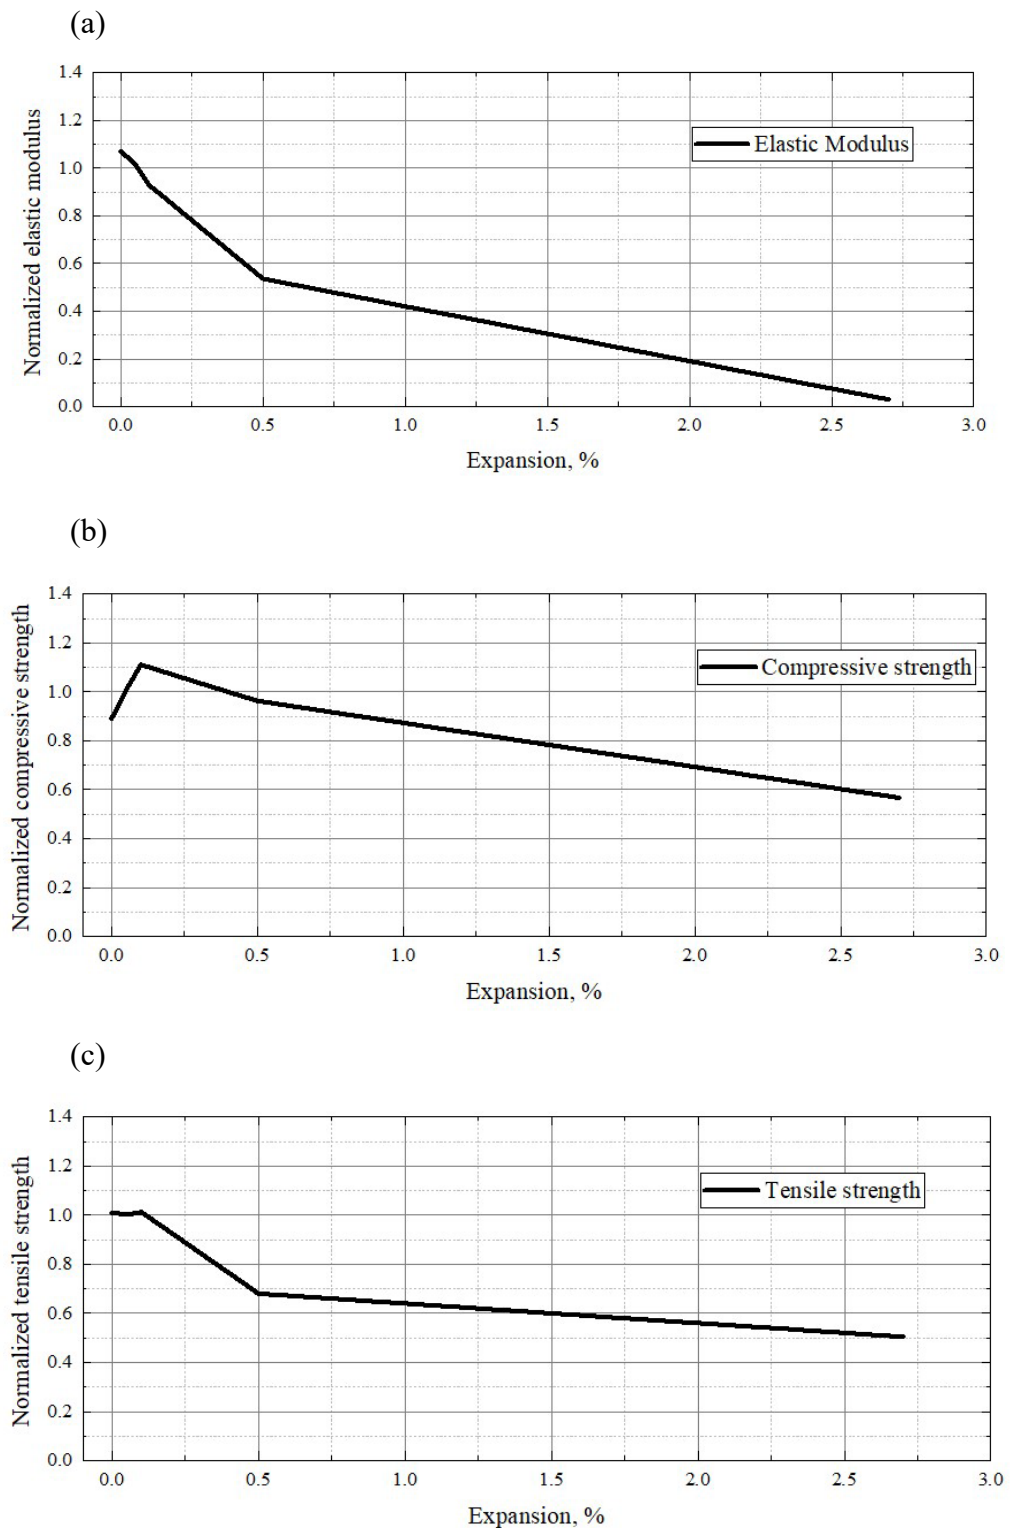 (a)
1.4
1.2
1.0
0.8
0.6
0.4
0.2
0.0
Normalized elastic modulus
Elastic Modulus
0.0 0.5 1.0 1.5 2.0 2.5 3.0
Expansion, %
(b)
1.4
1.2
1.0
0.8
0.6
0.4
0.2
0.0
Normalized compressive strength
Compressive strength
0.0 0.5 1.0 1.5 2.0 2.5 3.0
Expansion, %
(c)
1.4
1.2
1.0
0.8
0.6
0.4
0.2
0.0
Normalized tensile strength
Tensile strength
0.0 0.5 1.0 1.5 2.0 2.5 3.0
Expansion, %